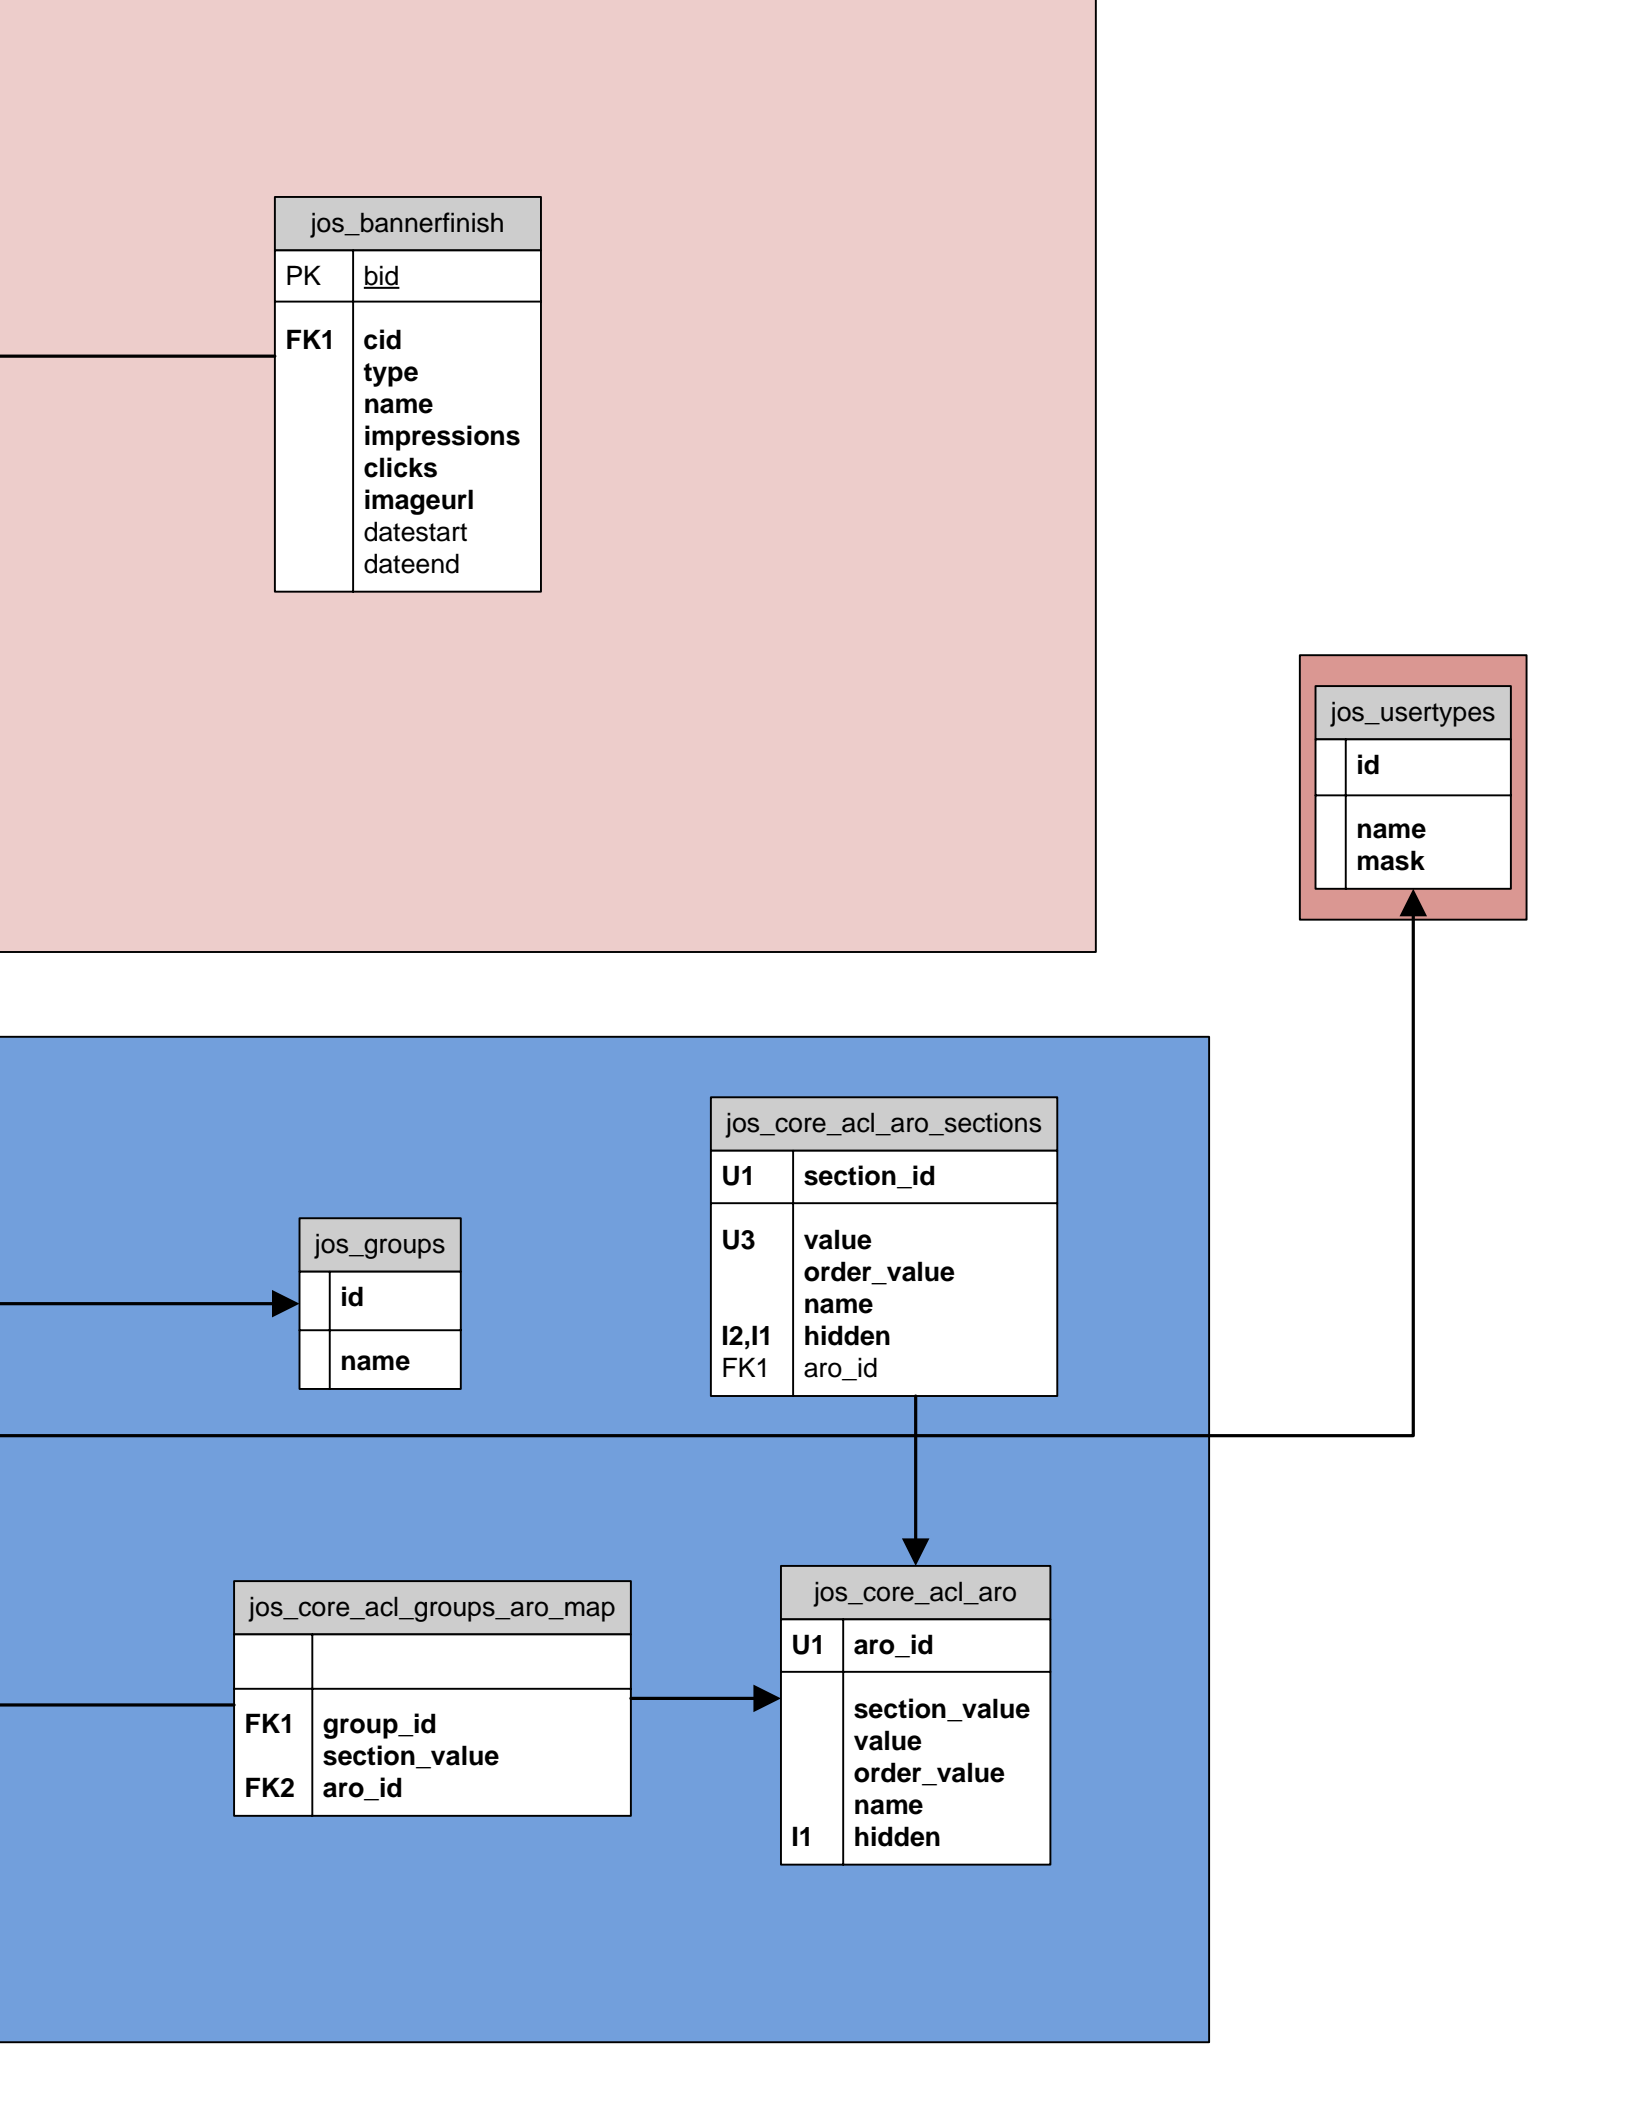 jos_bannerfinish
PK bid
FK1 cid
type
name
impressions
clicks
imageurl
datestart
dateend
jos_usertypes
id
name
mask
jos_core_acl_aro_sections
U1 section_id
U3 value
order_value
name
I2,I1 hidden
FK1 aro_id
jos_groups
id
name
jos_core_acl_groups_aro_map
FK1 group_id
section_value
FK2 aro_id
jos_core_acl_aro
U1 aro_id
section_value
value
order_value
name
I1 hidden